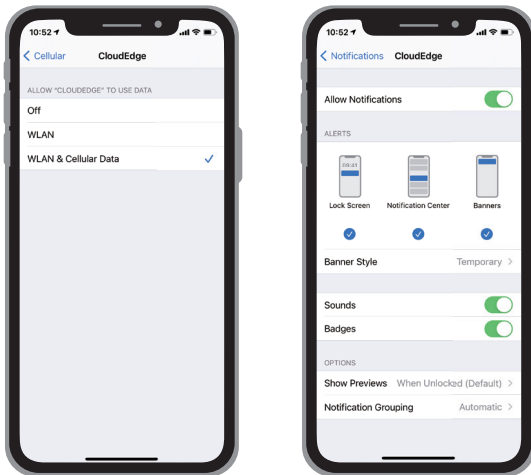 10:52
Cellular CloudEdge
ALLOW "CLOUDEDGE" TO USE DATA
Off
WLAN
WLAN & Cellular Data
10:52
Notifications CloudEdge
Allow Notifications
ALERTS
09:41
Lock Screen Notification Center Banners
Banner Style Temporary
Sounds
Badges
OPTIONS
Show Previews When Unlocked (Default)
Notification Grouping Automatic